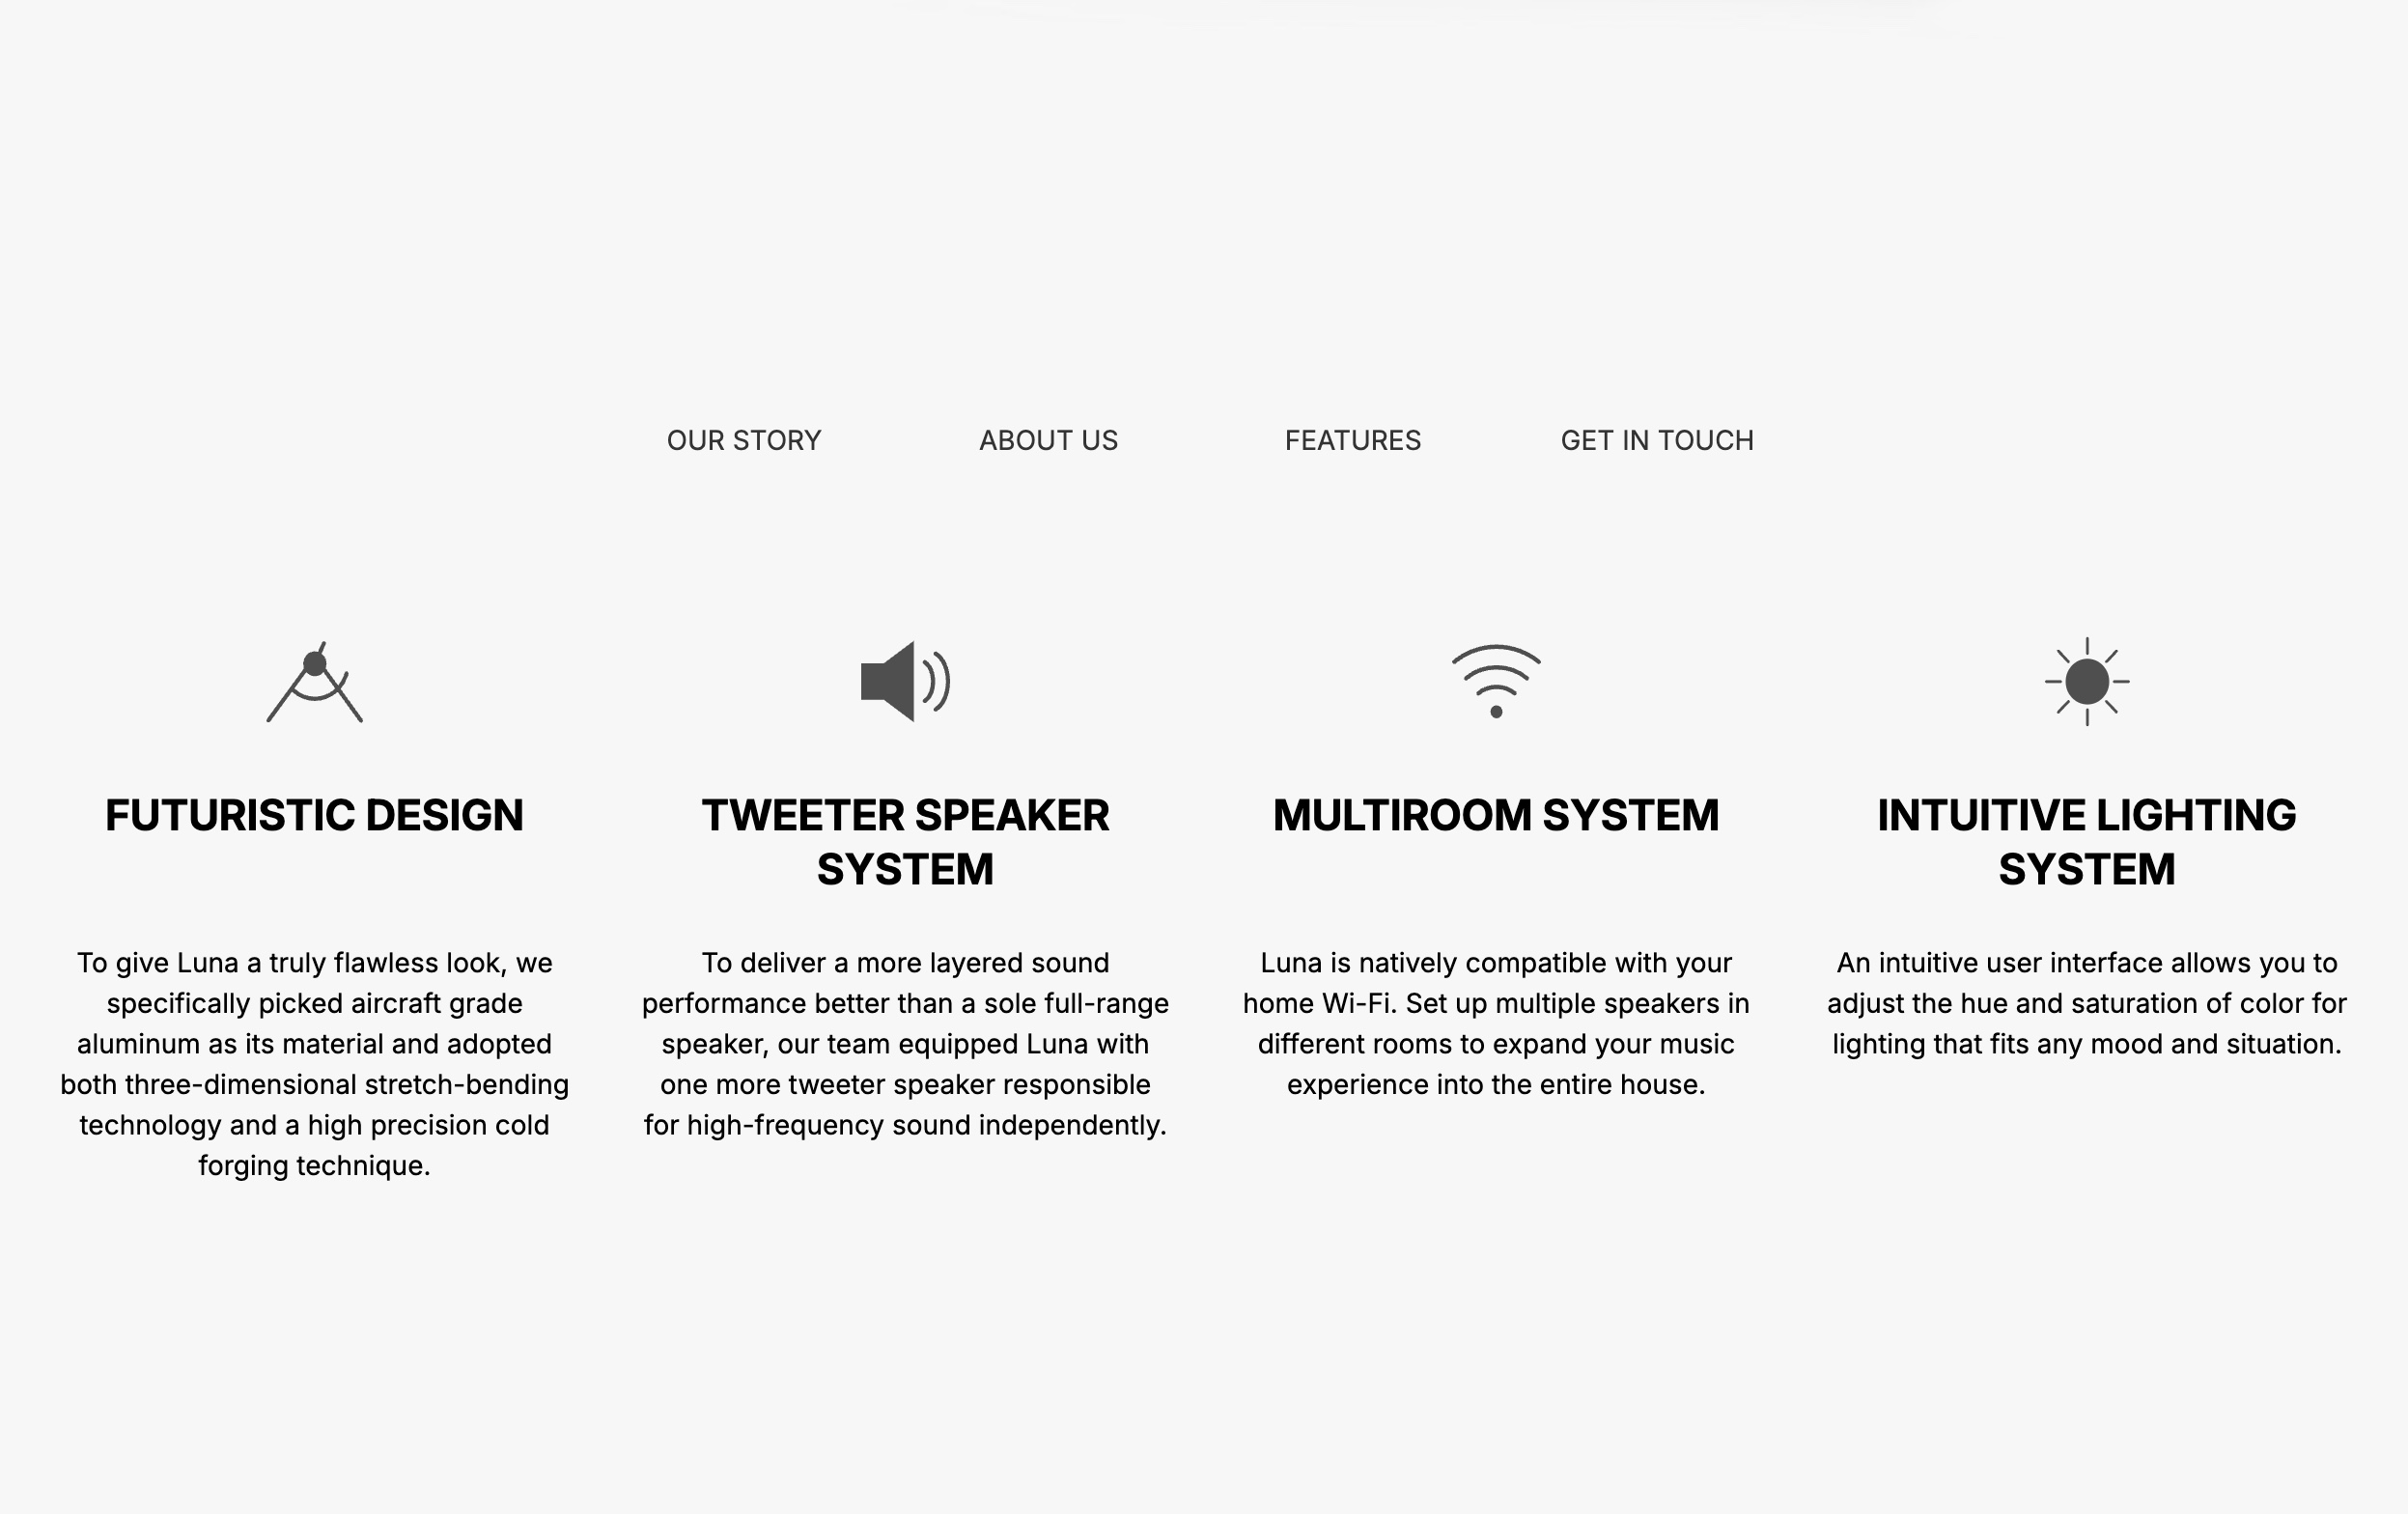 OUR STORY
ABOUT US
FEATURES
GET IN TOUCH
FUTURISTIC DESIGN
To give Luna a truly flawless look, we
specifically picked aircraft grade
aluminum as its material and adopted
both three-dimensional stretch-bending
technology and a high precision cold
forging technique.
TWEETER SPEAKER
SYSTEM
To deliver a more layered sound
performance better than a sole full-range
speaker, our team equipped Luna with
one more tweeter speaker responsible
for high-frequency sound independently.
MULTIROOM SYSTEM
Luna is natively compatible with your
home Wi-Fi. Set up multiple speakers in
different rooms to expand your music
experience into the entire house.
INTUITIVE LIGHTING
SYSTEM
An intuitive user interface allows you to
adjust the hue and saturation of color for
lighting that fits any mood and situation.